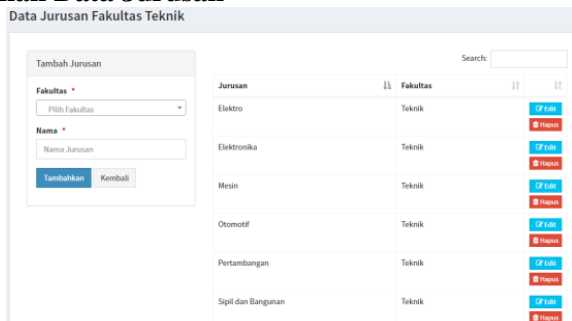 Data Jurusan Fakultas Teknik
Tambah Jurusan
Fakultas *
Pilih Fakultas
Nama *
Nama Jurusan
Tambahkan Kembali
Search:
Jurusan Fakultas
Elektro Teknik Edit
Hapus
Elektronika Teknik Edit
Hapus
Mesin Teknik Edit
Hapus
Otomotif Teknik Edit
Hapus
Pertambangan Teknik Edit
Hapus
Sipil dan Bangunan Teknik Edit
Hapus